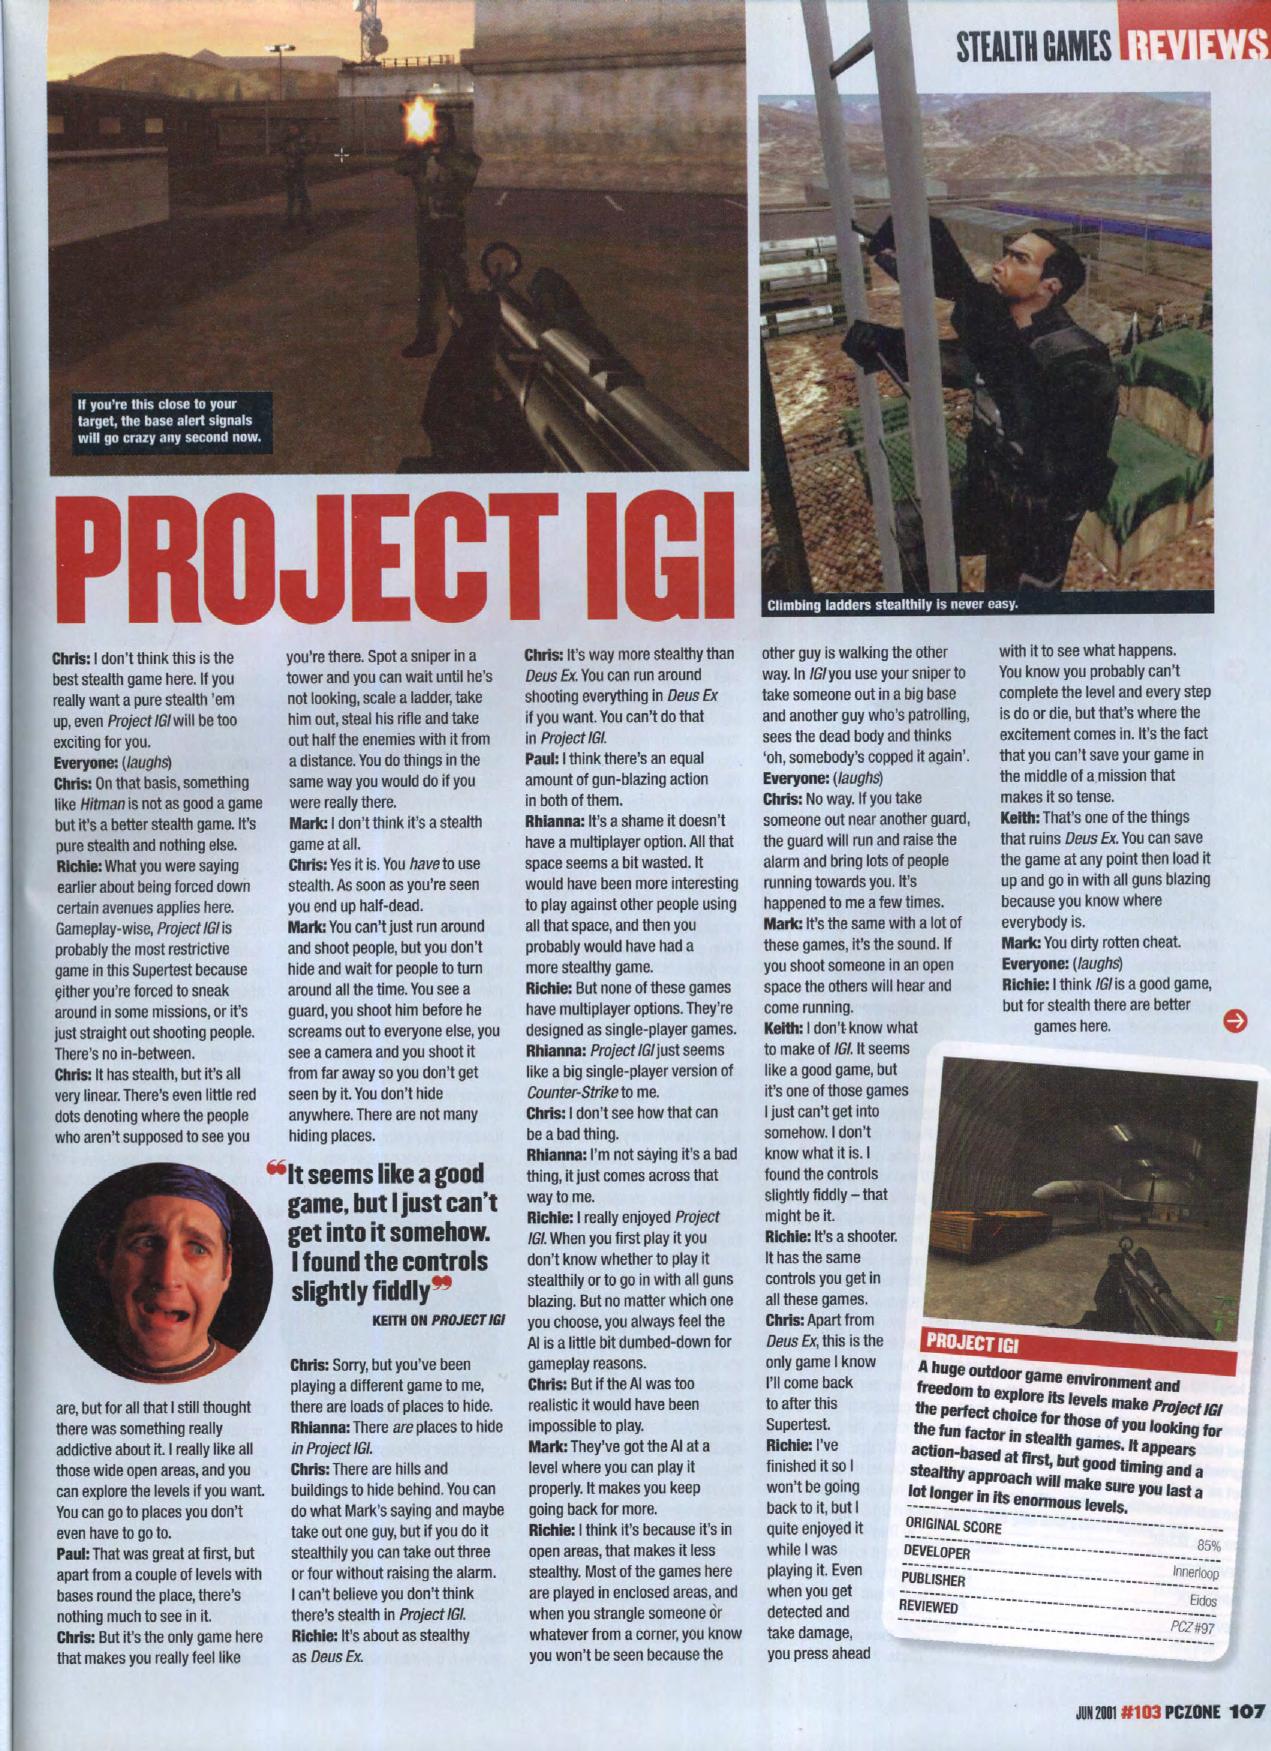 STEALTH GAMES REVIEWS
If you're this close to your
target, the base alert signals
will go crazy any second now.
Climbing ladders stealthily is never easy.
PROJECT IGI
Chris: I don't think this is the
best stealth game here. If you
really want a pure stealth 'em
up, even Project IGI will be too
exciting for you.
Everyone: (laughs)
Chris: On that basis, something
like Hitman is not as good a game
but it's a better stealth game. It's
pure stealth and nothing else.
Richie: What you were saying
earlier about being forced down
certain avenues applies here.
Gameplay-wise, Project IGI is
probably the most restrictive
game in this Supertest because
either you're forced to sneak
around in some missions, or it's
just straight out shooting people.
There's no in-between.
Chris: It has stealth, but it's all
very linear. There's even little red
dots denoting where the people
who aren't supposed to see you
are, but for all that I still thought
there was something really
addictive about it. I really like all
those wide open areas, and you
can explore the levels if you want.
You can go to places you don't
even have to go to.
Paul: That was great at first, but
apart from a couple of levels with
bases round the place, there's
nothing much to see in it.
Chris: But it's the only game here
that makes you really feel like
you're there. Spot a sniper in a
tower and you can wait until he's
not looking, scale a ladder, take
him out, steal his rifle and take
out half the enemies with it from
a distance. You do things in the
same way you would do if you
were really there.
Mark: I don't think it's a stealth
game at all.
Chris: Yes it is. You have to use
stealth. As soon as you're seen
you end up half-dead.
Mark: You can't just run around
and shoot people, but you don't
hide and wait for people to turn
around all the time. You see a
guard, you shoot him before he
screams out to everyone else, you
see a camera and you shoot it
from far away so you don't get
seen by it. You don't hide
anywhere. There are not many
hiding places.
“It seems like a good
game, but I just can't
get into it somehow.
I found the controls
slightly fiddly”
KEITH ON PROJECT IGI
Chris: Sorry, but you've been
playing a different game to me,
there are loads of places to hide.
Rhianna: There are places to hide
in Project IGI.
Chris: There are hills and
buildings to hide behind. You can
do what Mark's saying and maybe
take out one guy, but if you do it
stealthily you can take out three
or four without raising the alarm.
I can't believe you don't think
there's stealth in Project IGI.
Richie: It's about as stealthy
as Deus Ex.
Chris: It's way more stealthy than
Deus Ex. You can run around
shooting everything in Deus Ex
if you want. You can't do that
in Project IGI.
Paul: I think there's an equal
amount of gun-blazing action
in both of them.
Rhianna: It's a shame it doesn't
have a multiplayer option. All that
space seems a bit wasted. It
would have been more interesting
to play against other people using
all that space, and then you
probably would have had a
more stealthy game.
Richie: But none of these games
have multiplayer options. They're
designed as single-player games.
Rhianna: Project IGI just seems
like a big single-player version of
Counter-Strike to me.
Chris: I don't see how that can
be a bad thing.
Rhianna: I'm not saying it's a bad
thing, it just comes across that
way to me.
Richie: I really enjoyed Project
IGI. When you first play it you
don't know whether to play it
stealthily or to go in with all guns
blazing. But no matter which one
you choose, you always feel the
AI is a little bit dumbed-down for
gameplay reasons.
Chris: But if the AI was too
realistic it would have been
impossible to play.
Mark: They've got the AI at a
level where you can play it
properly. It makes you keep
going back for more.
Richie: I think it's because it's in
open areas, that makes it less
stealthy. Most of the games here
are played in enclosed areas, and
when you strangle someone or
whatever from a corner, you know
you won't be seen because the
other guy is walking the other
way. In IGI you use your sniper to
take someone out in a big base
and another guy who's patrolling,
sees the dead body and thinks
'oh, somebody's copped it again'.
Everyone: (laughs)
Chris: No way. If you take
someone out near another guard,
the guard will run and raise the
alarm and bring lots of people
running towards you. It's
happened to me a few times.
Mark: It's the same with a lot of
these games, it's the sound. If
you shoot someone in an open
space the others will hear and
come running.
Keith: I don't know what
to make of IGI. It seems
like a good game, but
it's one of those games
I just can't get into
somehow. I don't
know what it is. I
found the controls
slightly fiddly – that
might be it.
Richie: It's a shooter.
It has the same
controls you get in
all these games.
Chris: Apart from
Deus Ex, this is the
only game I know
I'll come back
to after this
Supertest.
Richie: I've
finished it so I
won't be going
back to it, but I
quite enjoyed it
while I was
playing it. Even
when you get
detected and
take damage,
you press ahead
with it to see what happens.
You know you probably can't
complete the level and every step
is do or die, but that's where the
excitement comes in. It's the fact
that you can't save your game in
the middle of a mission that
makes it so tense.
Keith: That's one of the things
that ruins Deus Ex. You can save
the game at any point then load it
up and go in with all guns blazing
because you know where
everybody is.
Mark: You dirty rotten cheat.
Everyone: (laughs)
Richie: I think IGI is a good game,
but for stealth there are better
games here.
PROJECT IGI
A huge outdoor game environment and
freedom to explore its levels make Project IGI
the perfect choice for those of you looking for
the fun factor in stealth games. It appears
action-based at first, but good timing and a
stealthy approach will make sure you last a
lot longer in its enormous levels.
ORIGINAL SCORE 85%
DEVELOPER Innerloop
PUBLISHER Eidos
REVIEWED PCZ #97
JUN 2001 #103 PCZONE 107